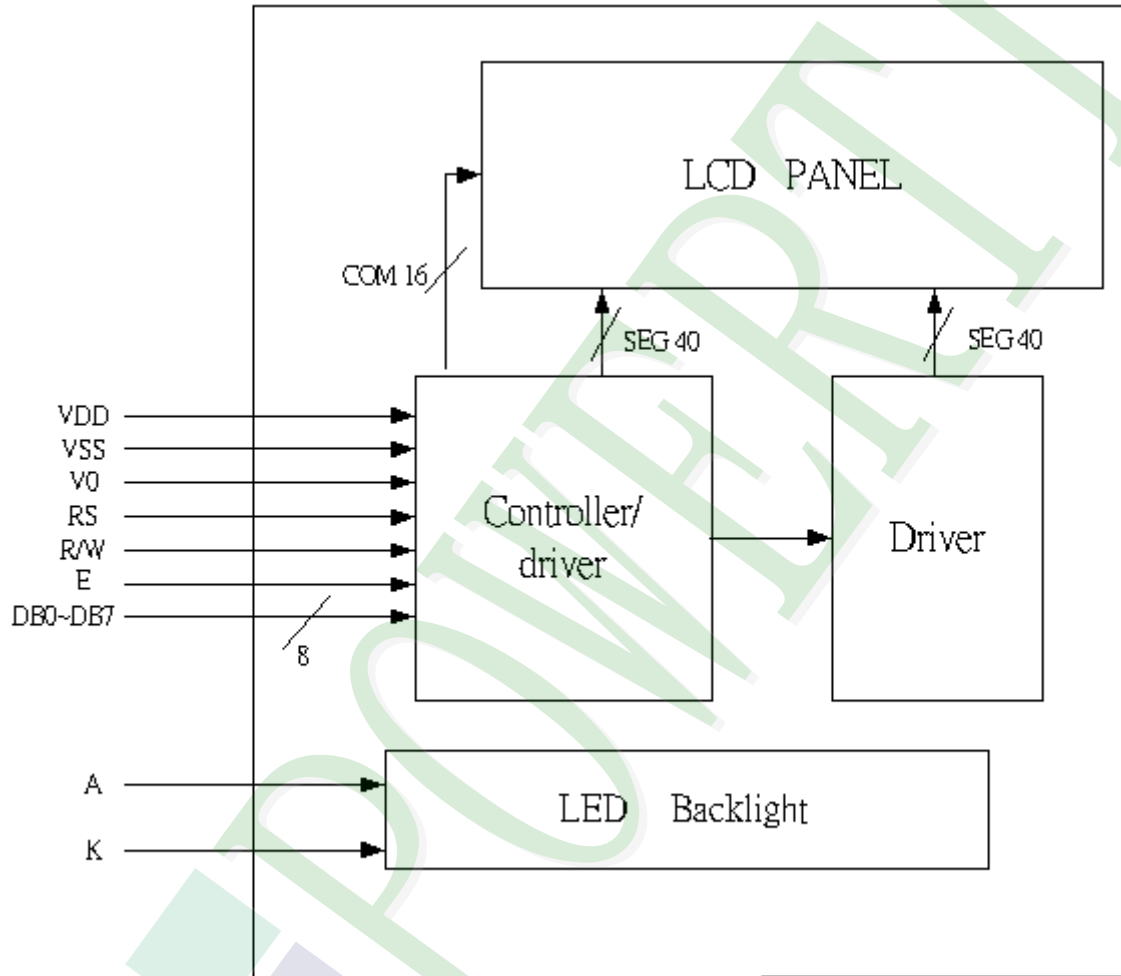 LCD PANEL
COM 16
SEG 40
SEG 40
VDD
VSS
V0
RS
R/W
E
DB0~DB7
8
Controller/
driver
Driver
A
K
LED Backlight
POWERT